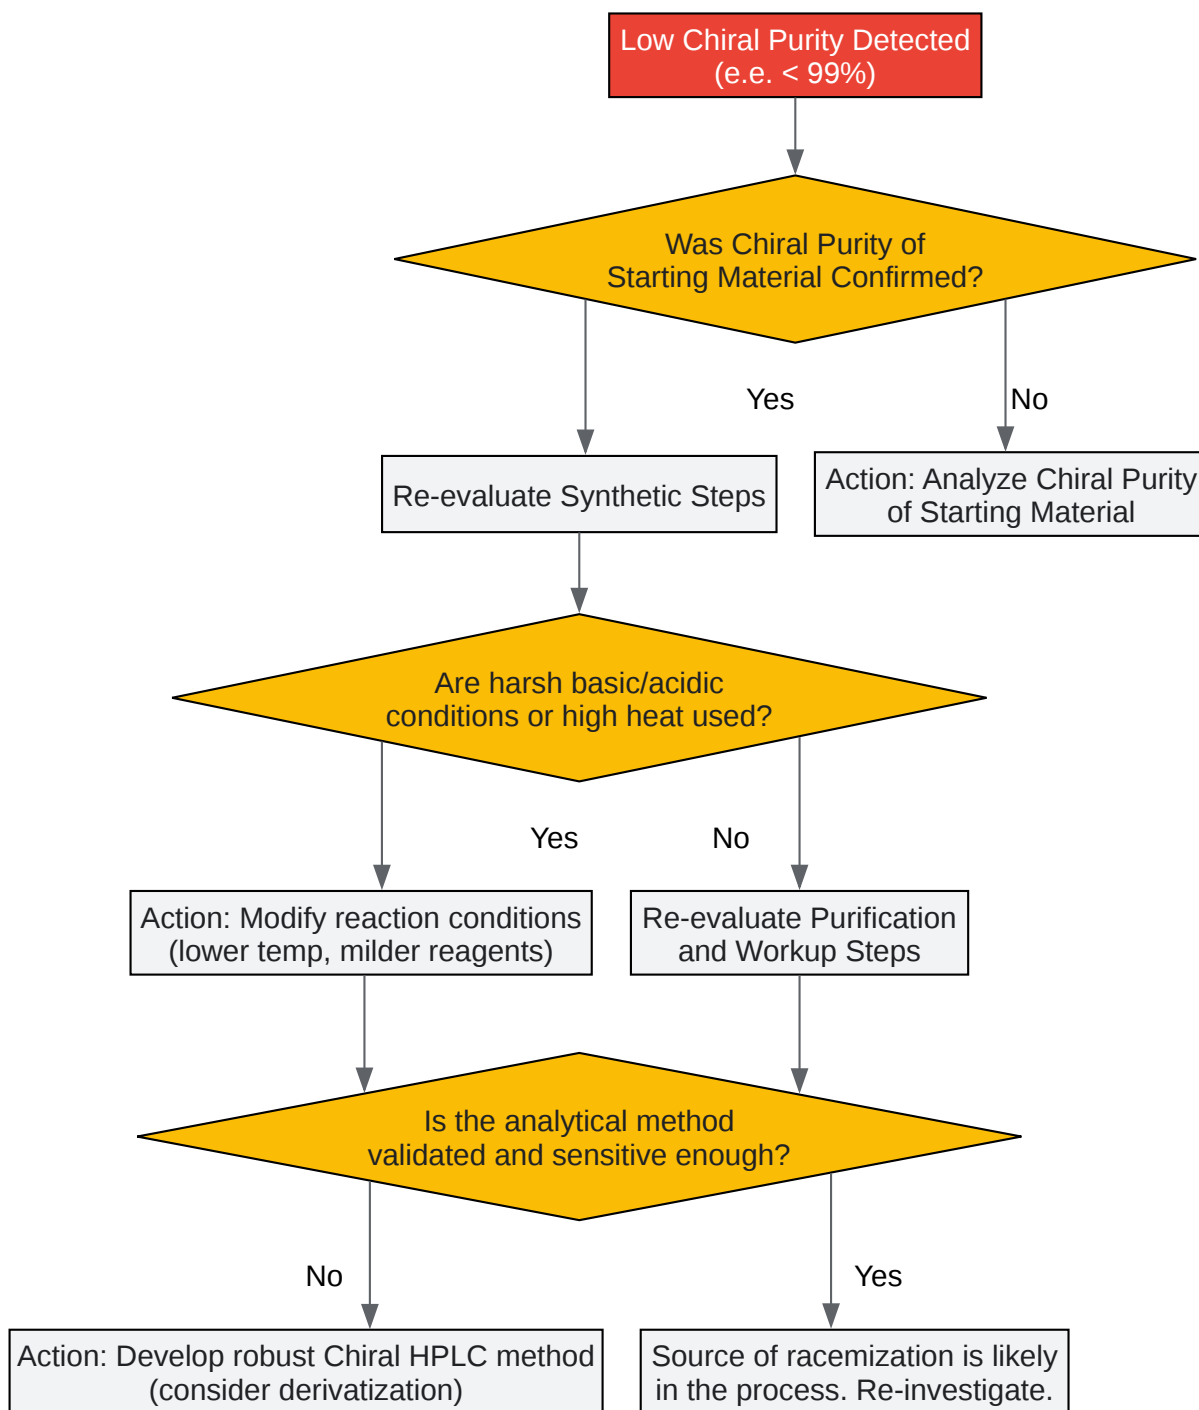 Low Chiral Purity Detected
(e.e. < 99%)
Was Chiral Purity of
Starting Material Confirmed?
Yes
No
Re-evaluate Synthetic Steps
Action: Analyze Chiral Purity
of Starting Material
Are harsh basic/acidic
conditions or high heat used?
Yes
No
Action: Modify reaction conditions
(lower temp, milder reagents)
Re-evaluate Purification
and Workup Steps
Is the analytical method
validated and sensitive enough?
No
Yes
Action: Develop robust Chiral HPLC method
(consider derivatization)
Source of racemization is likely
in the process. Re-investigate.